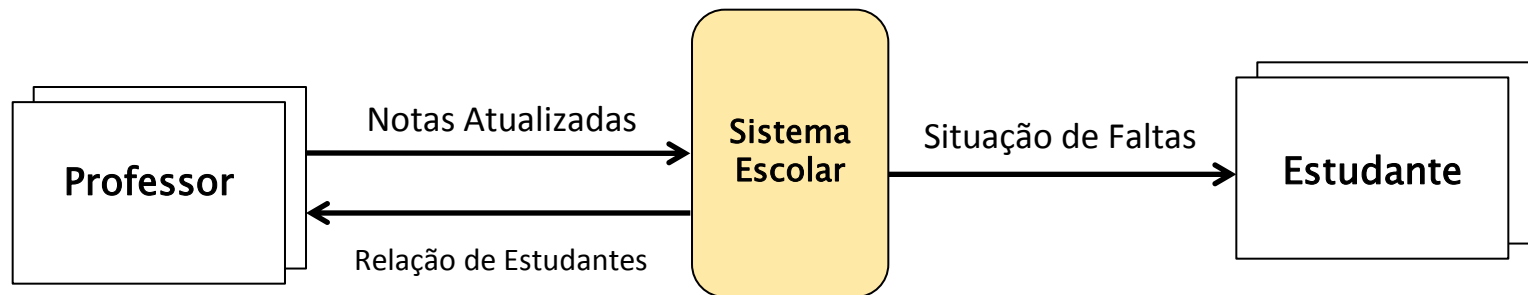 Professor
Notas Atualizadas
Relação de Estudantes
Sistema
Escolar
Situação de Faltas
Estudante